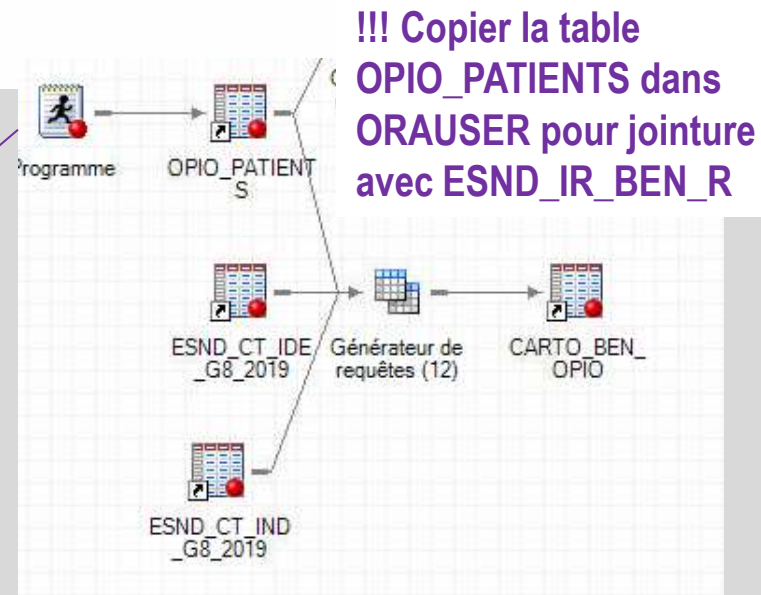 !!! Copier la table
OPIO_PATIENTS dans
ORAUSER pour jointure
avec ESND_IR_BEN_R
Programme
OPIO_PATIENT
S
ESND_CT_IDE
_G8_2019
Générateur de
requêtes (12)
CARTO_BEN_
OPIO
ESND_CT_IND
_G8_2019